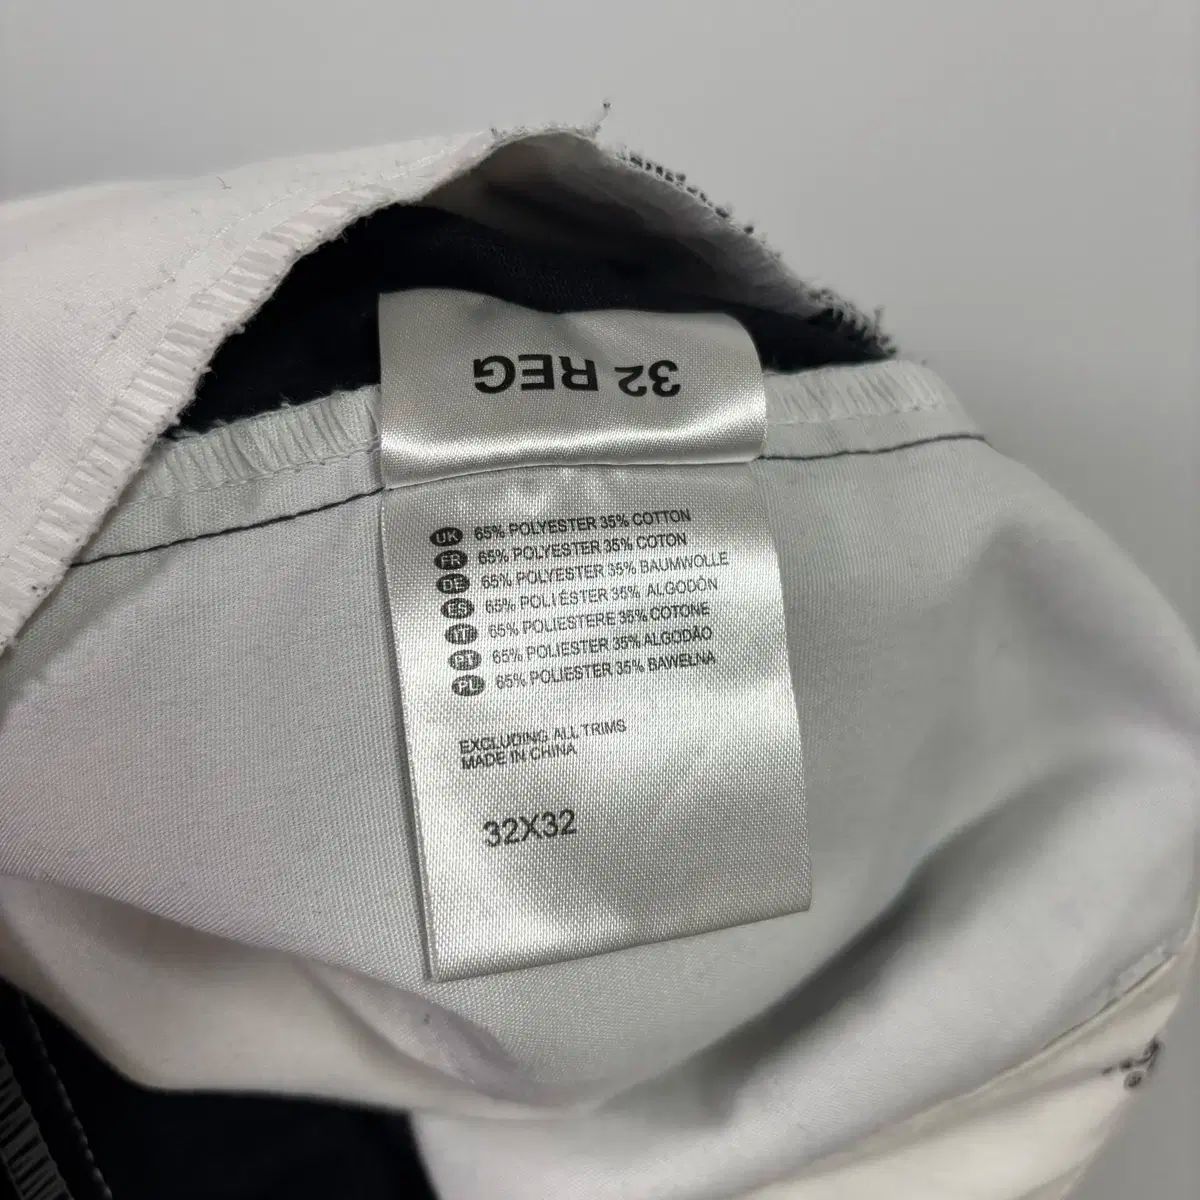 32 REG
UK 65% POLYESTER 35% COTTON
FR 65% POLYESTER 35% COTON
DE 65% POLYESTER 35% BAUMWOLLE
ES 65% POLIÉSTER 35% ALGODÓN
IT 65% POLIESTERE 35% COTONE
PT 65% POLIESTER 35% ALGODÃO
PL 65% POLIESTER 35% BAWEŁNA
EXCLUDING ALL TRIMS
MADE IN CHINA
32X32